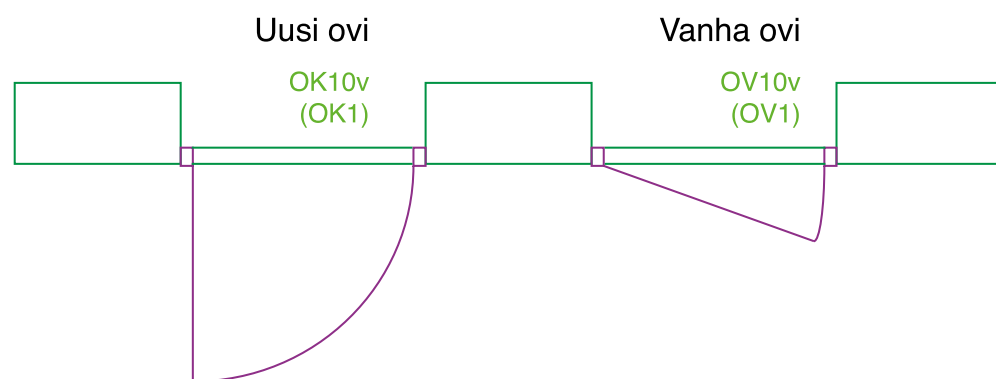 Uusi ovi
OK10v
(OK1)
Vanha ovi
OV10v
(OV1)